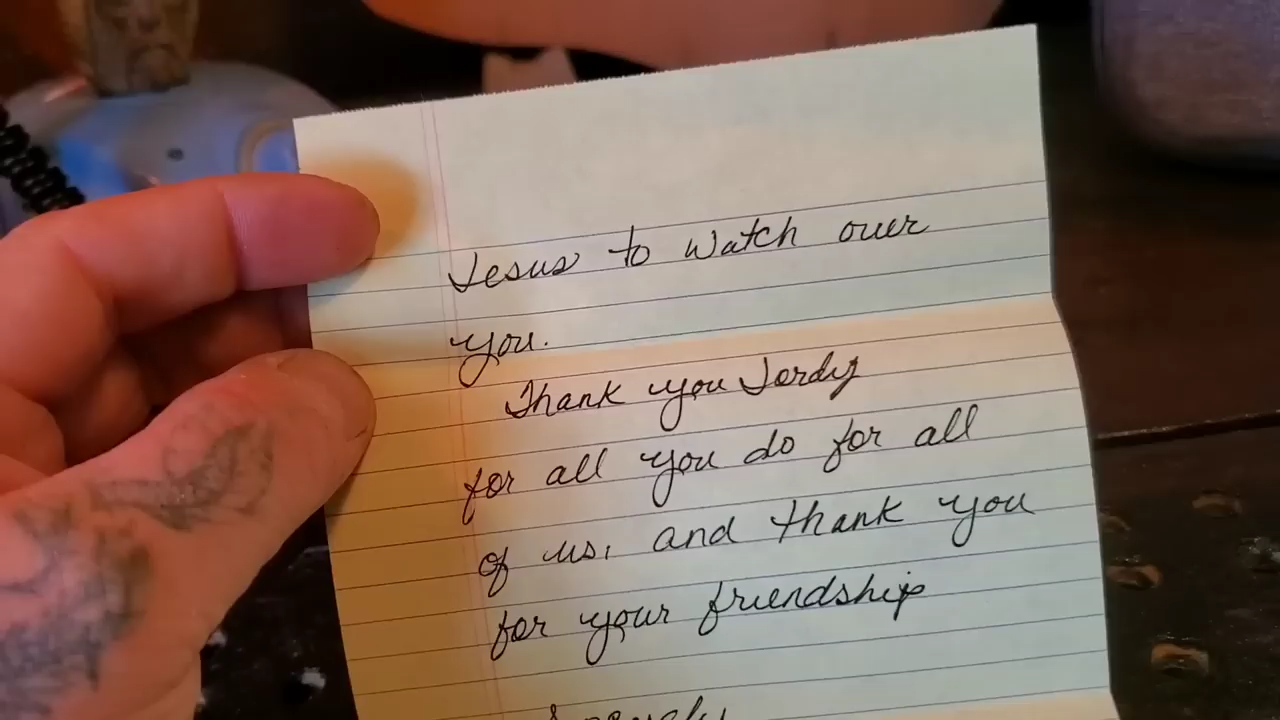 Jesus to watch over
you.
Thank you Jordy
for all you do for all
of us, and thank you
for your friendship